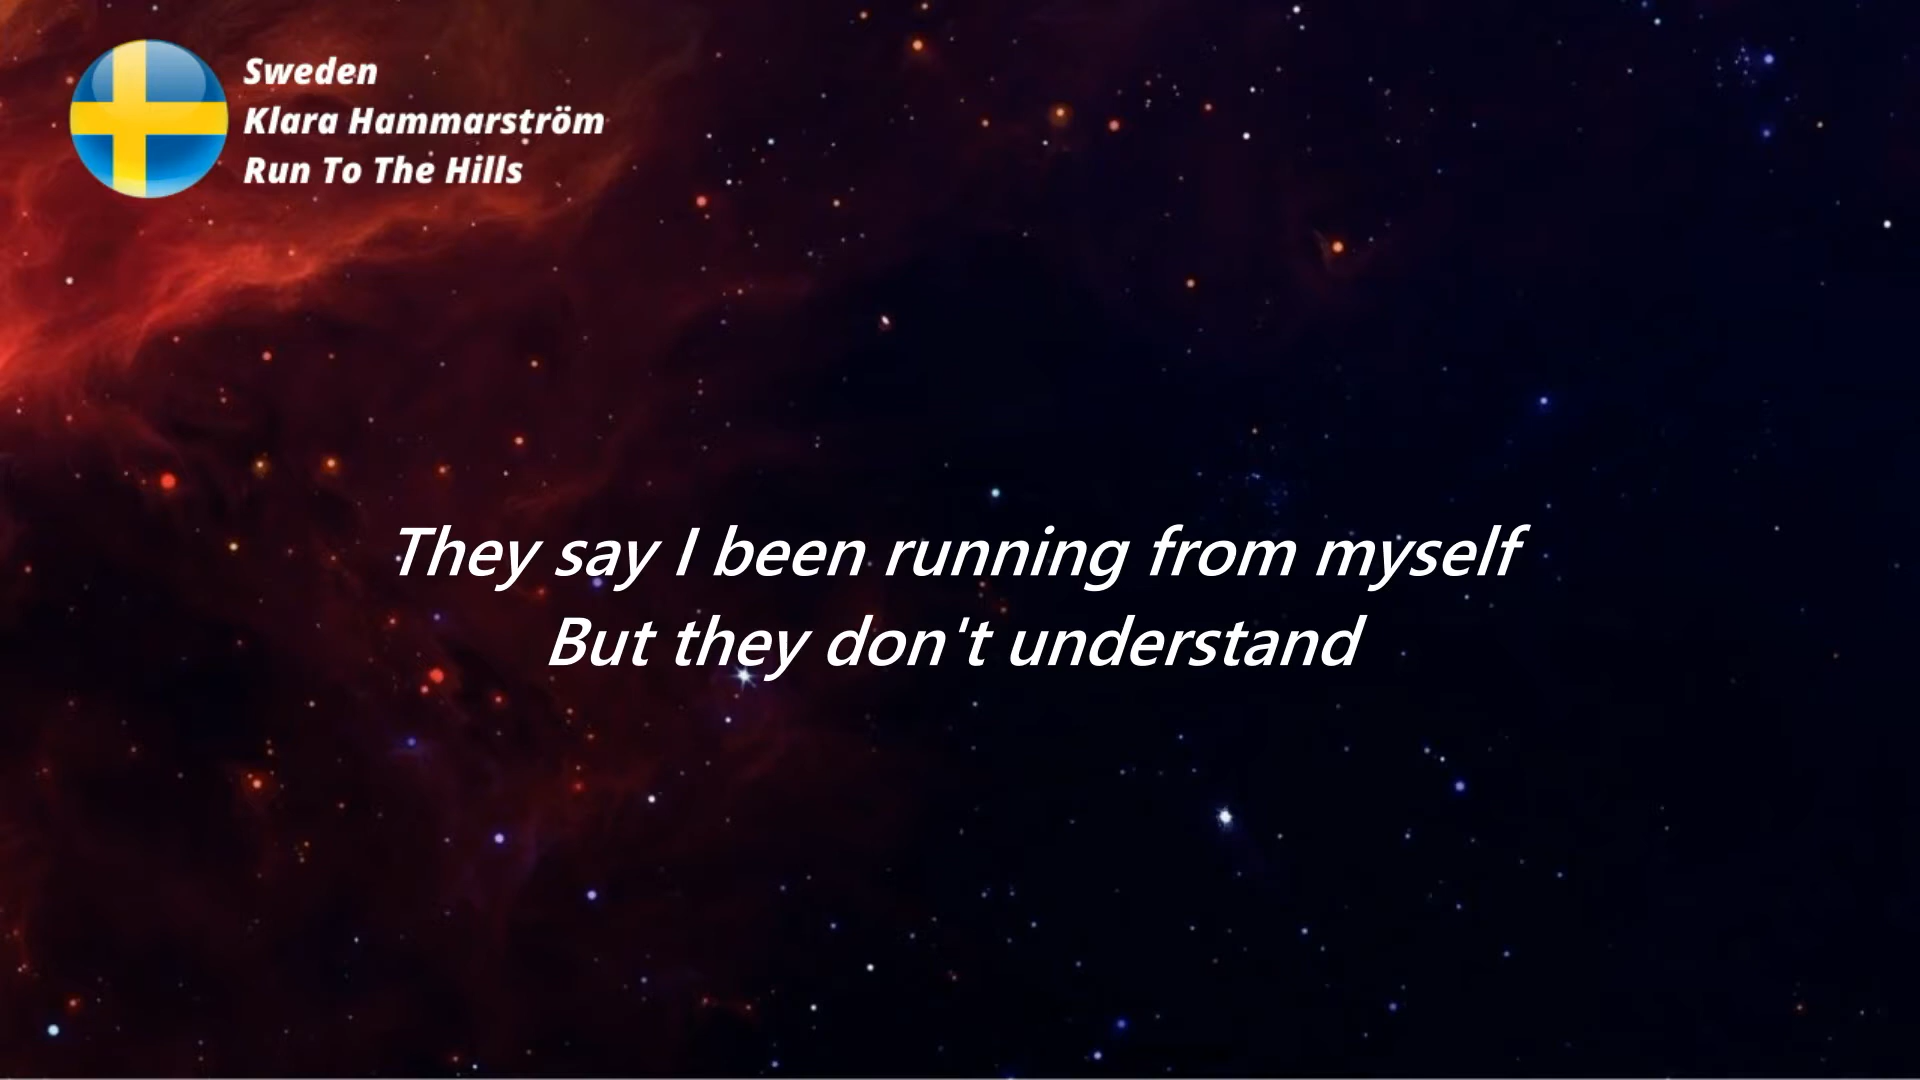 Sweden
Klara Hammarström
Run To The Hills
They say I been running from myself
But they don't understand